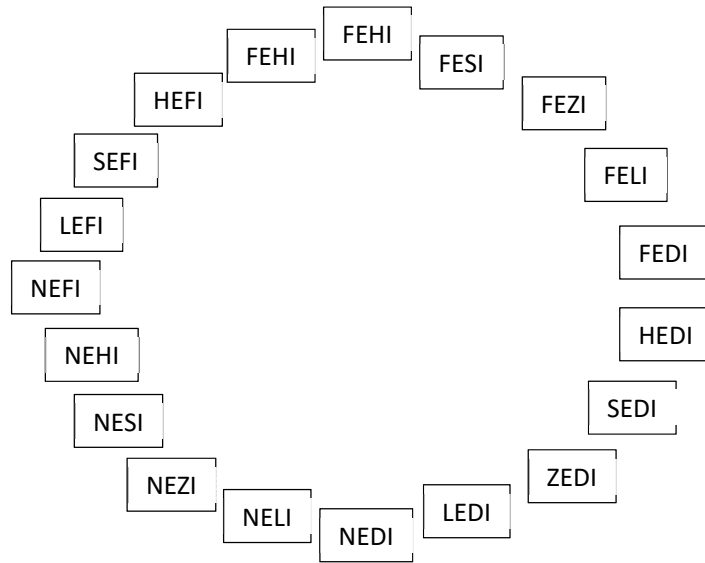 FEHI
FESI
FEZI
FELI
FEDI
HEDI
SEDI
ZEDI
LEDI
NEDI
NELI
NEZI
NESI
NEHI
NEFI
LEFI
SEFI
HEFI
FEHI